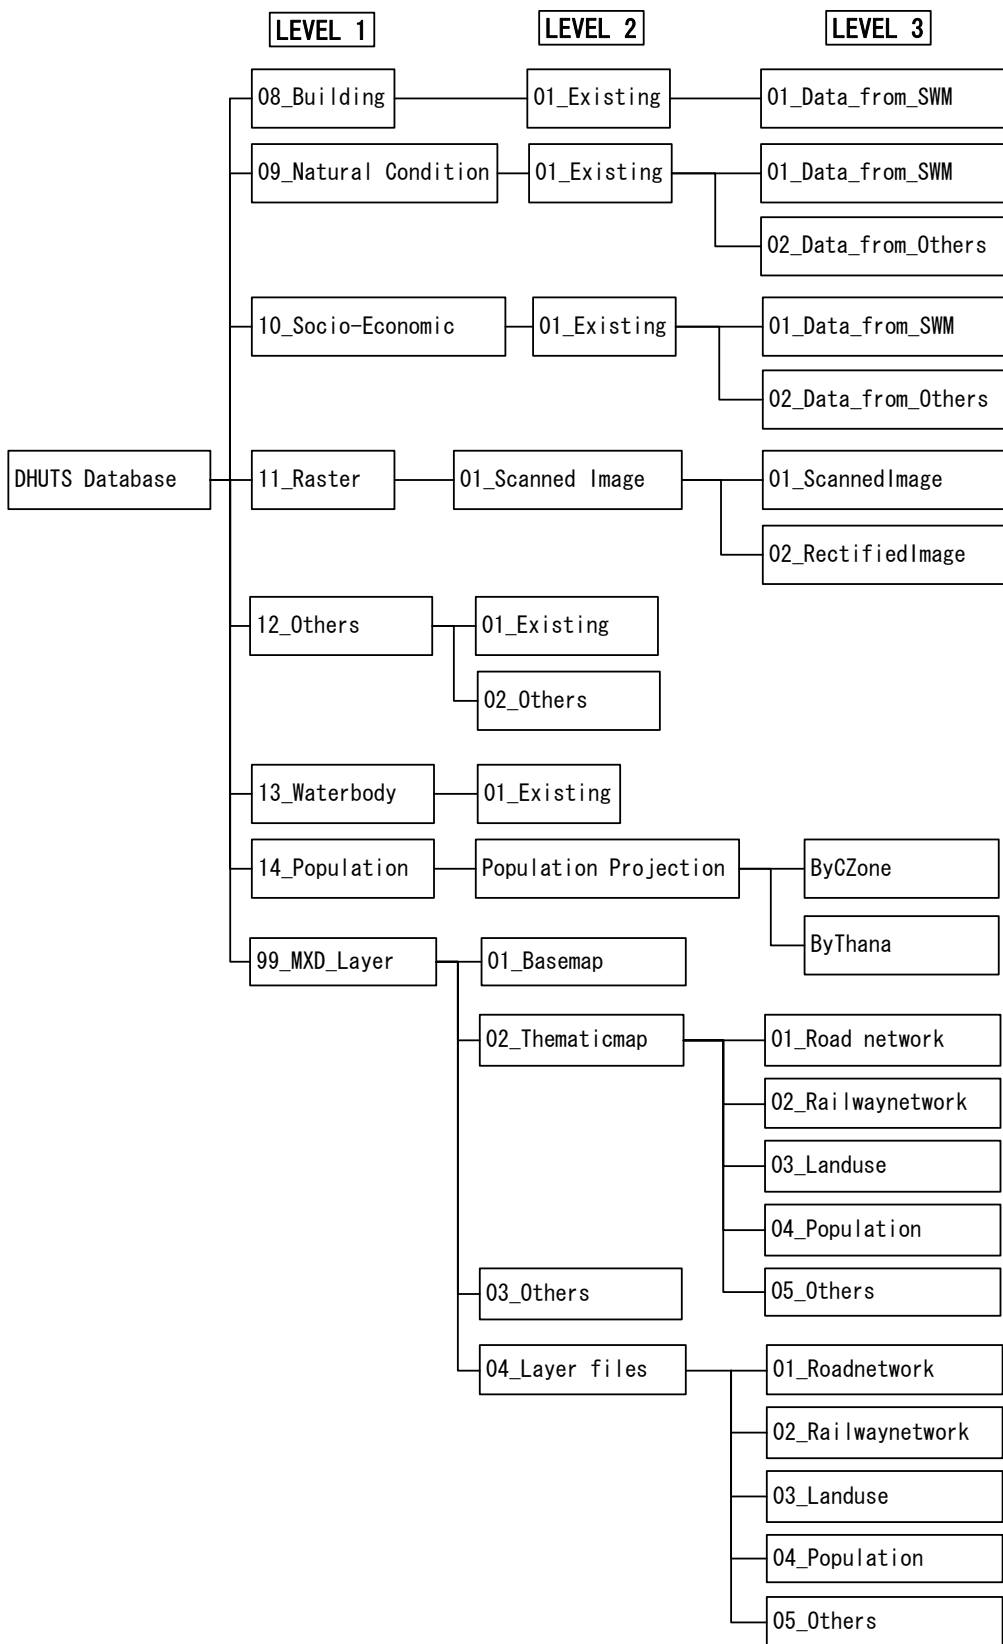 LEVEL 1
LEVEL 2
LEVEL 3
08_Building
01_Existing
01_Data_from_SWM
09_Natural Condition
01_Existing
01_Data_from_SWM
02_Data_from_Others
10_Socio-Economic
01_Existing
01_Data_from_SWM
02_Data_from_Others
DHUTS Database
11_Raster
01_Scanned Image
01_ScannedImage
02_RectifiedImage
12_Others
01_Existing
02_Others
13_Waterbody
01_Existing
14_Population
Population Projection
ByCZone
ByThana
99_MXD_Layer
01_Basemap
02_Thematicmap
01_Road network
02_Railwaynetwork
03_Landuse
04_Population
05_Others
03_Others
04_Layer files
01_Roadnetwork
02_Railwaynetwork
03_Landuse
04_Population
05_Others